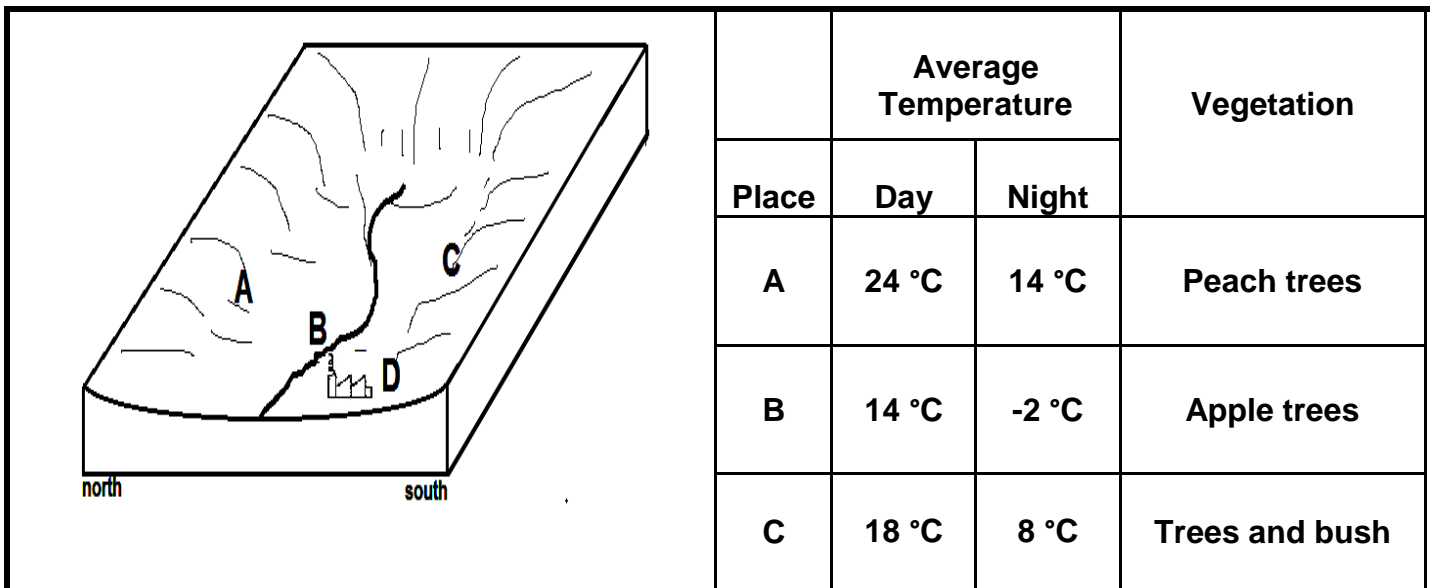 A
B
C
D
north
south
Average
Temperature
Vegetation
Place
Day
Night
A
24 °C
14 °C
Peach trees
B
14 °C
-2 °C
Apple trees
C
18 °C
8 °C
Trees and bush